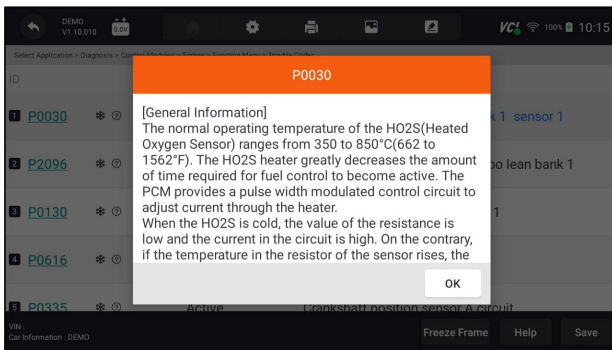 DEMO
V1.10.010
0.0V
VCI
100%
10:15
Select Application > Diagnosis > Control Modules > Engine > Function Menu > Trouble Codes
ID
P0030
[General Information]
The normal operating temperature of the HO2S(Heated
Oxygen Sensor) ranges from 350 to 850°C(662 to
1562°F). The HO2S heater greatly decreases the amount
of time required for fuel control to become active. The
PCM provides a pulse width modulated control circuit to
adjust current through the heater.
When the HO2S is cold, the value of the resistance is
low and the current in the circuit is high. On the contrary,
if the temperature in the resistor of the sensor rises, the
OK
1 P0030 k 1 sensor 1
2 P2096 oo lean bank 1
3 P0130 1
4 P0616
5 P0335 Active Crankshaft position sensor A circuit
VIN :
Car Information : DEMO
Freeze Frame
Help
Save